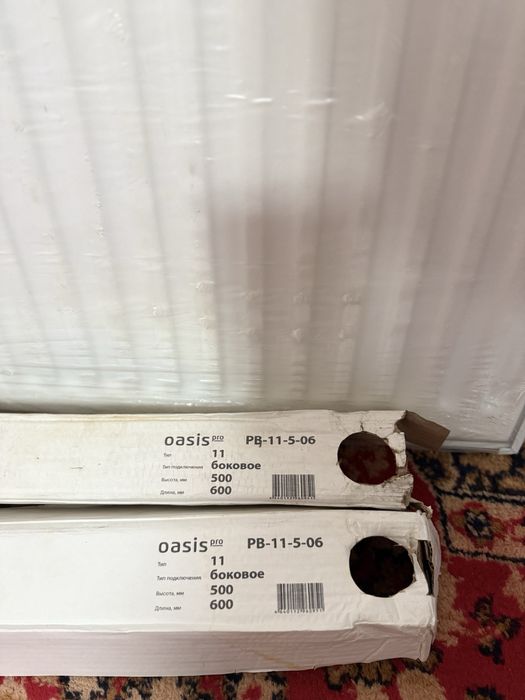 oasis pro PB-11-5-06
Тип 11
Тип подключения боковое
Высота, мм 500
Длина, мм 600
oasis pro PB-11-5-06
Тип 11
Тип подключения боковое
Высота, мм 500
Длина, мм 600